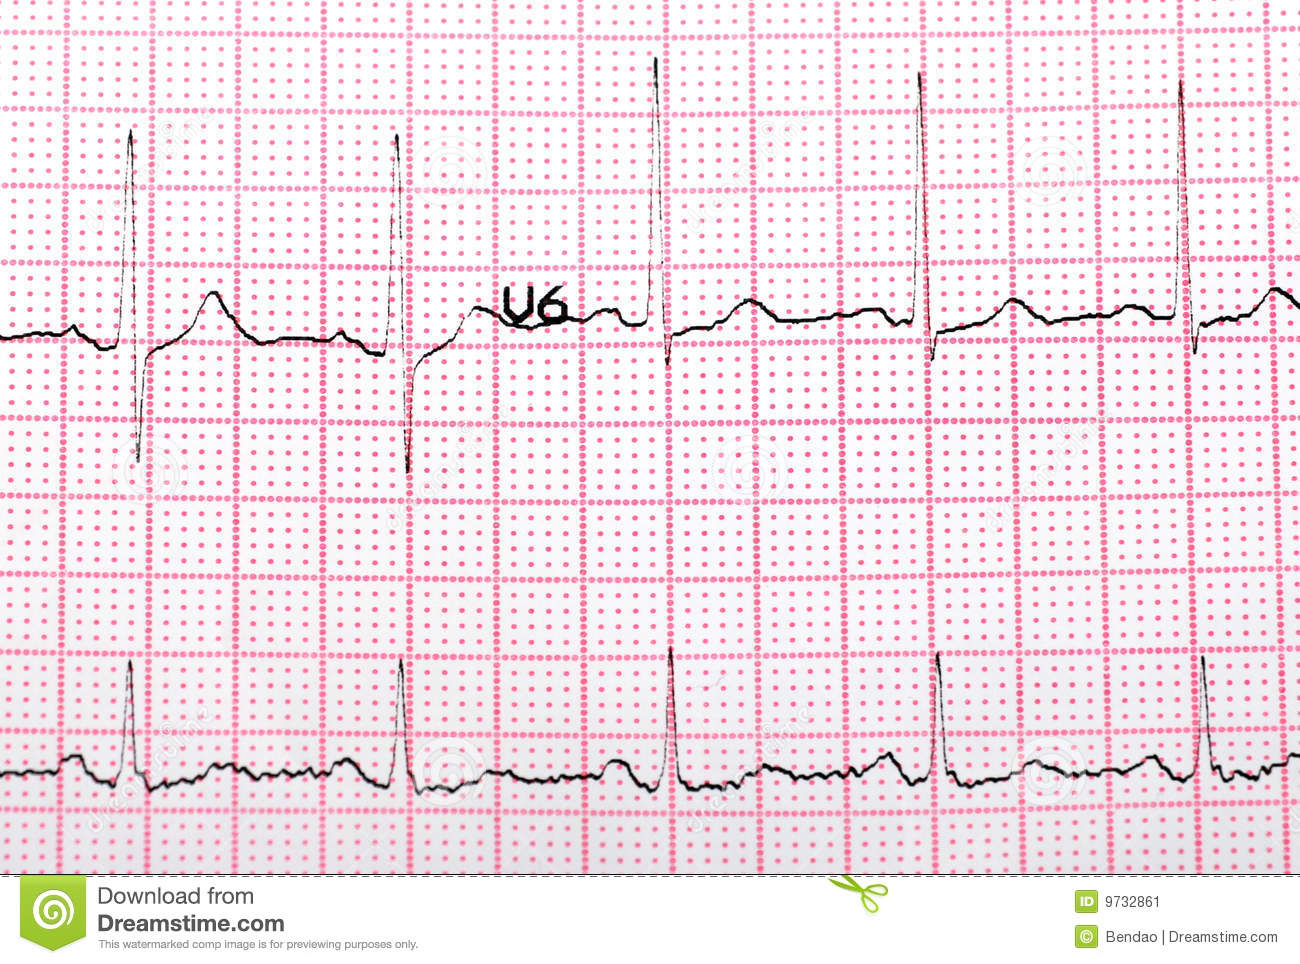 V6
Download from
Dreamstime.com
This watermarked comp image is for previewing purposes only.
ID 9732861
© Bendao | Dreamstime.com